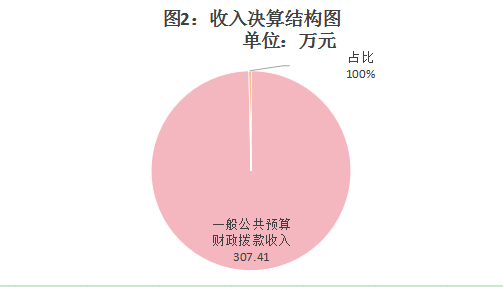 图2：收入决算结构图
单位：万元
占比
100%
一般公共预算
财政拨款收入
307.41